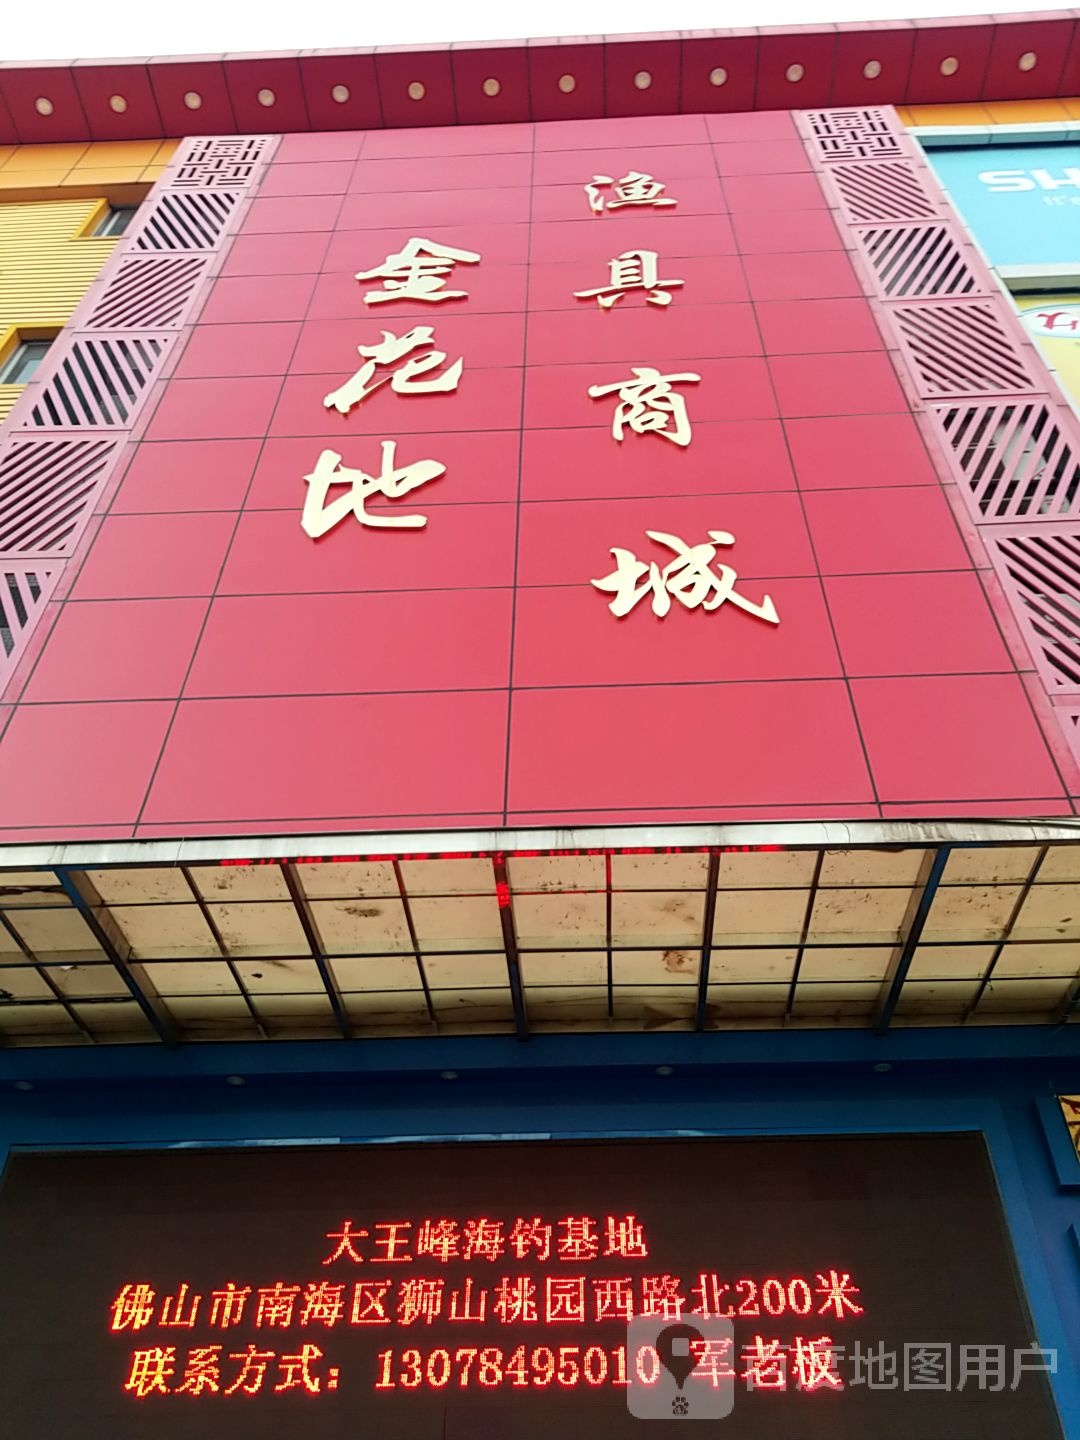 金花地
渔具商城
SH
大王峰海钓基地
佛山市南海区狮山桃园西路北200米
联系方式：13078495010 军老板
百度地图用户